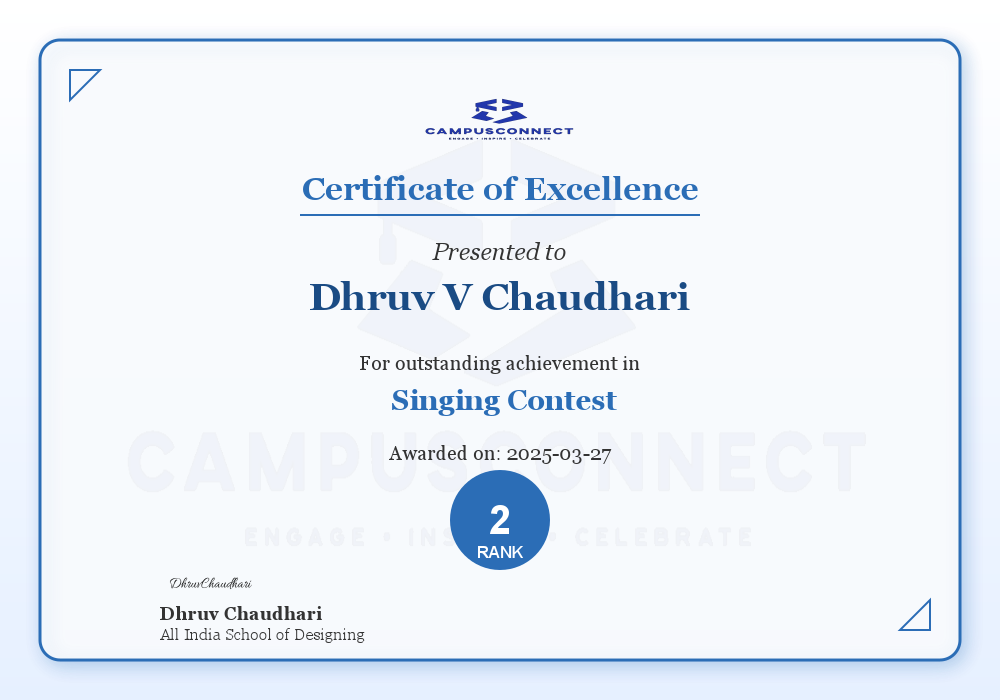 CAMPUSCONNECT
ENGAGE • INSPIRE • CELEBRATE
Certificate of Excellence
Presented to
Dhruv V Chaudhari
For outstanding achievement in
Singing Contest
Awarded on: 2025-03-27
CAMPUSCONNECT
2
RANK
ENGAGE • INS • CELEBRATE
DhruvChaudhari
Dhruv Chaudhari
All India School of Designing